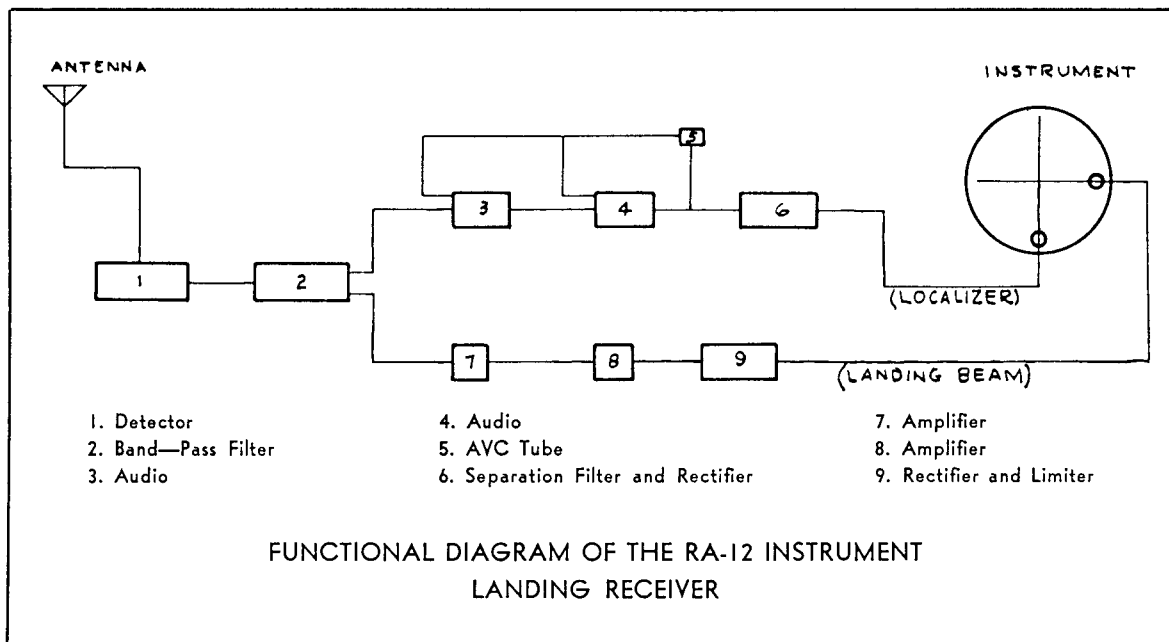 ANTENNA
INSTRUMENT
5
3
4
6
1
2
(LOCALIZER)
7
8
9
(LANDING BEAM)
1. Detector
2. Band—Pass Filter
3. Audio
4. Audio
5. AVC Tube
6. Separation Filter and Rectifier
7. Amplifier
8. Amplifier
9. Rectifier and Limiter
FUNCTIONAL DIAGRAM OF THE RA-12 INSTRUMENT
LANDING RECEIVER